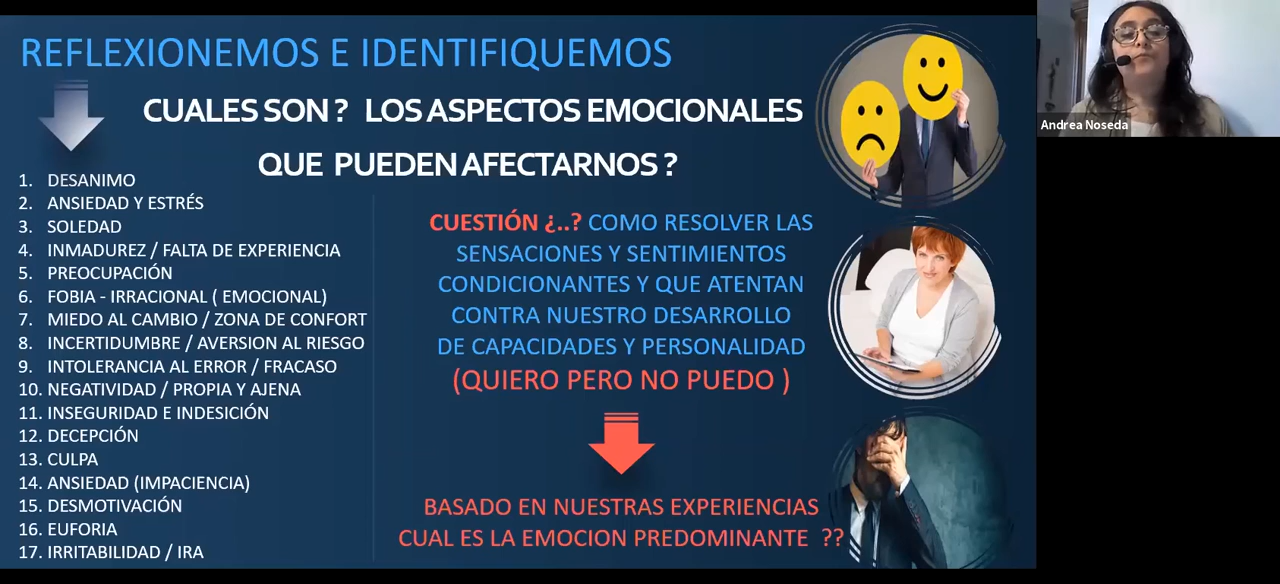 REFLEXIONEMOS E IDENTIFIQUEMOS
CUALES SON ? LOS ASPECTOS EMOCIONALES
QUE PUEDEN AFECTARNOS ?
1. DESANIMO
2. ANSIEDAD Y ESTRÉS
3. SOLEDAD
4. INMADUREZ / FALTA DE EXPERIENCIA
5. PREOCUPACIÓN
6. FOBIA - IRRACIONAL ( EMOCIONAL)
7. MIEDO AL CAMBIO / ZONA DE CONFORT
8. INCERTIDUMBRE / AVERSION AL RIESGO
9. INTOLERANCIA AL ERROR / FRACASO
10. NEGATIVIDAD / PROPIA Y AJENA
11. INSEGURIDAD E INDESICIÓN
12. DECEPCIÓN
13. CULPA
14. ANSIEDAD (IMPACIENCIA)
15. DESMOTIVACIÓN
16. EUFORIA
17. IRRITABILIDAD / IRA
CUESTIÓN ¿..? COMO RESOLVER LAS
SENSACIONES Y SENTIMIENTOS
CONDICIONANTES Y QUE ATENTAN
CONTRA NUESTRO DESARROLLO
DE CAPACIDADES Y PERSONALIDAD
(QUIERO PERO NO PUEDO )
BASADO EN NUESTRAS EXPERIENCIAS
CUAL ES LA EMOCION PREDOMINANTE ??
Andrea Noseda